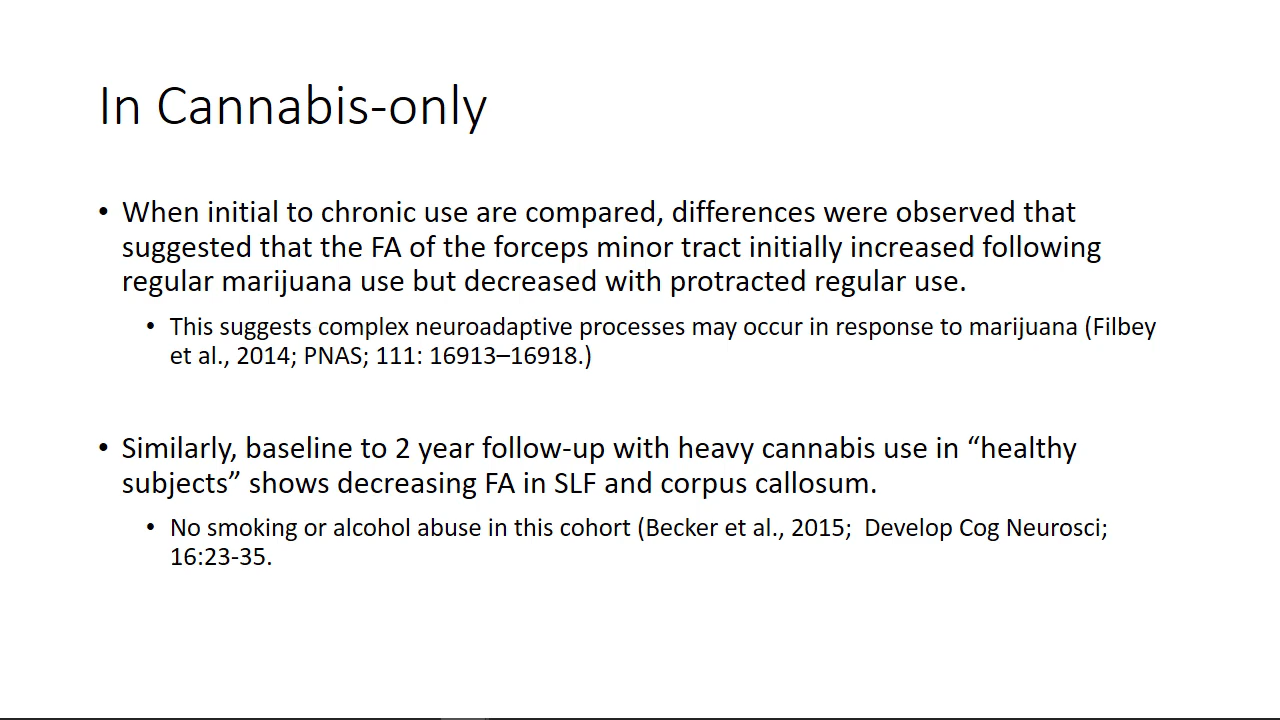 In Cannabis-only
• When initial to chronic use are compared, differences were observed that
suggested that the FA of the forceps minor tract initially increased following
regular marijuana use but decreased with protracted regular use.
• This suggests complex neuroadaptive processes may occur in response to marijuana (Filbey
et al., 2014; PNAS; 111: 16913–16918.)
• Similarly, baseline to 2 year follow-up with heavy cannabis use in “healthy
subjects” shows decreasing FA in SLF and corpus callosum.
• No smoking or alcohol abuse in this cohort (Becker et al., 2015;  Develop Cog Neurosci;
16:23-35.